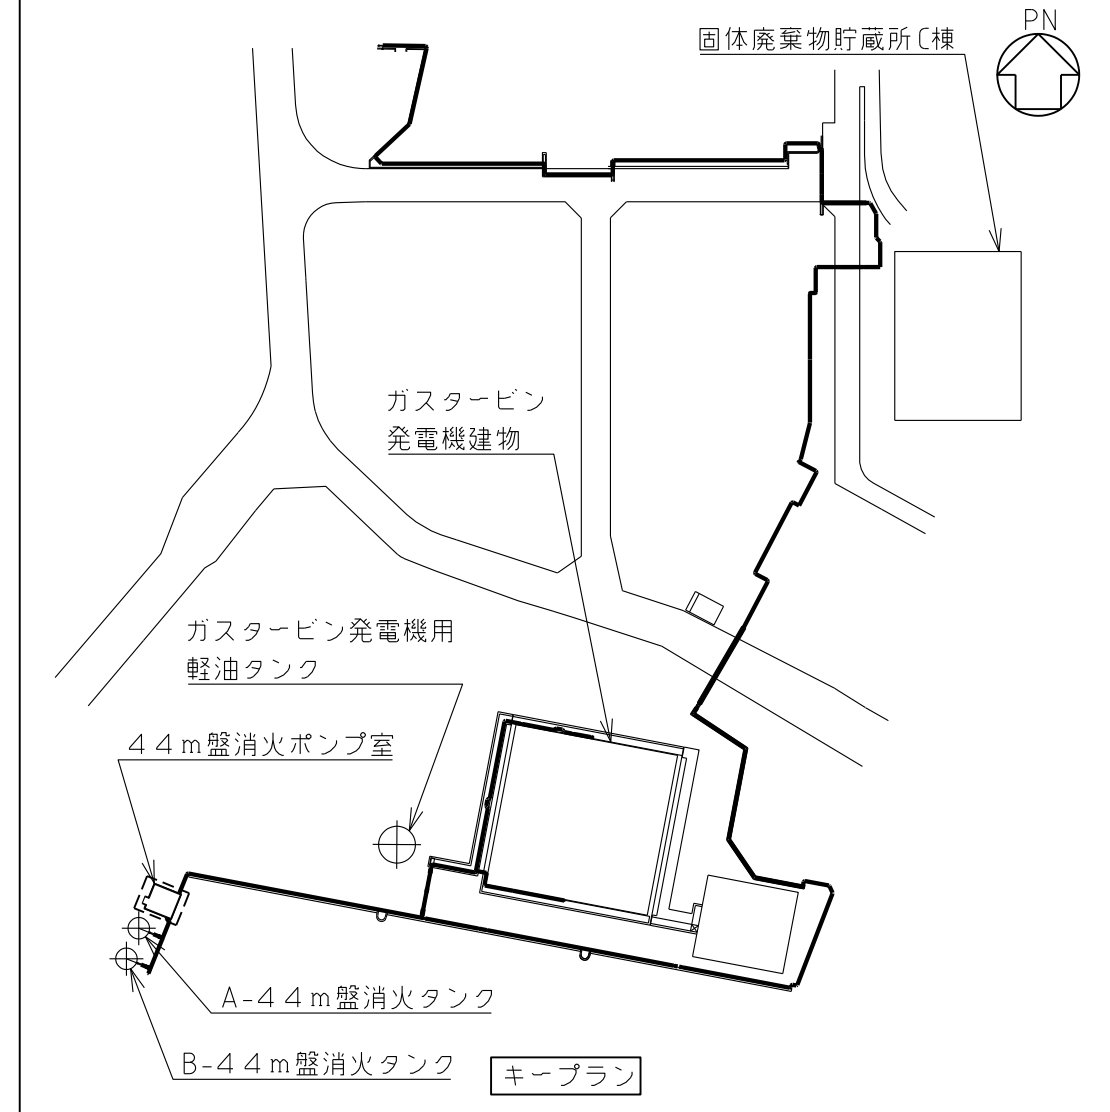 PN
固体廃棄物貯蔵所C棟
ガスタービン
発電機建物
ガスタービン発電機用
軽油タンク
44m盤消火ポンプ室
A-44m盤消火タンク
B-44m盤消火タンク
キープラン